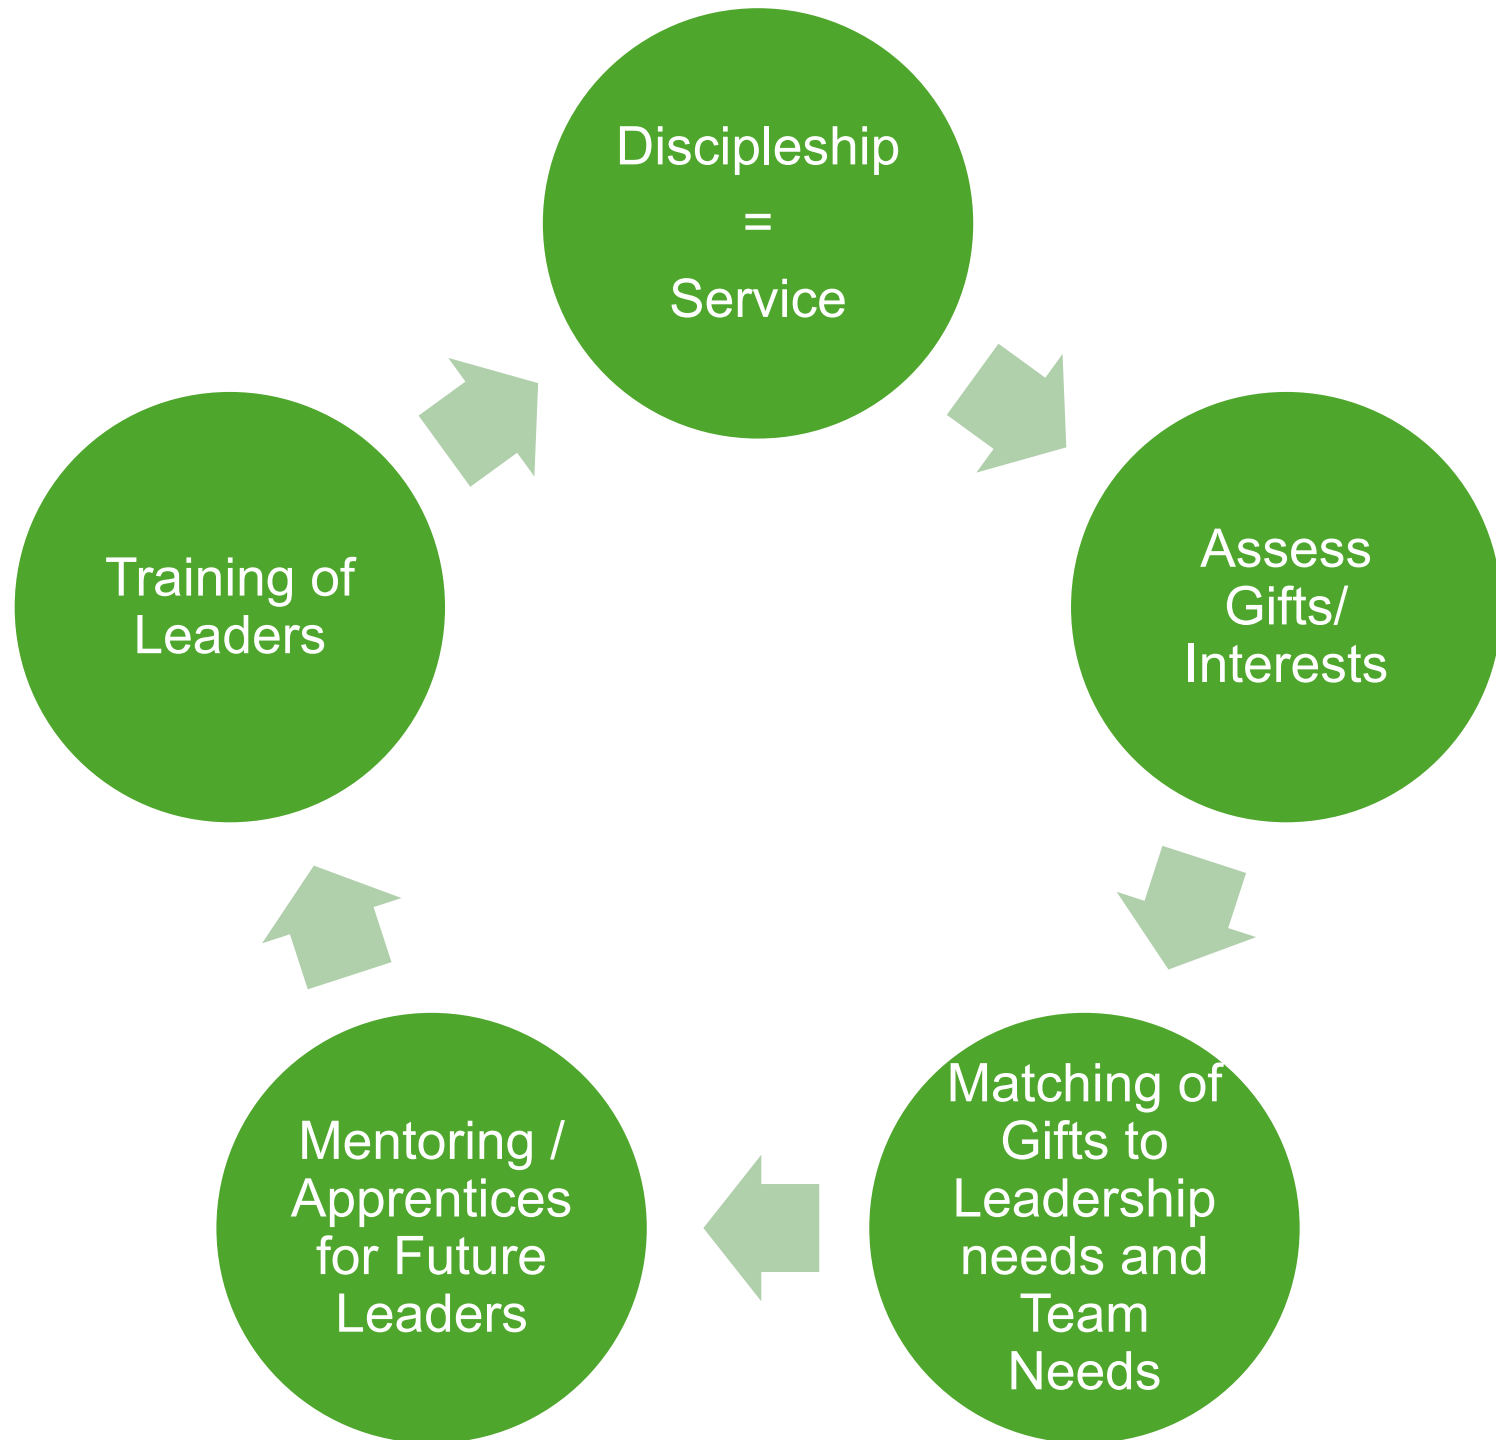 Discipleship
=
Service
Assess
Gifts/
Interests
Matching of
Gifts to
Leadership
needs and
Team
Needs
Mentoring /
Apprentices
for Future
Leaders
Training of
Leaders